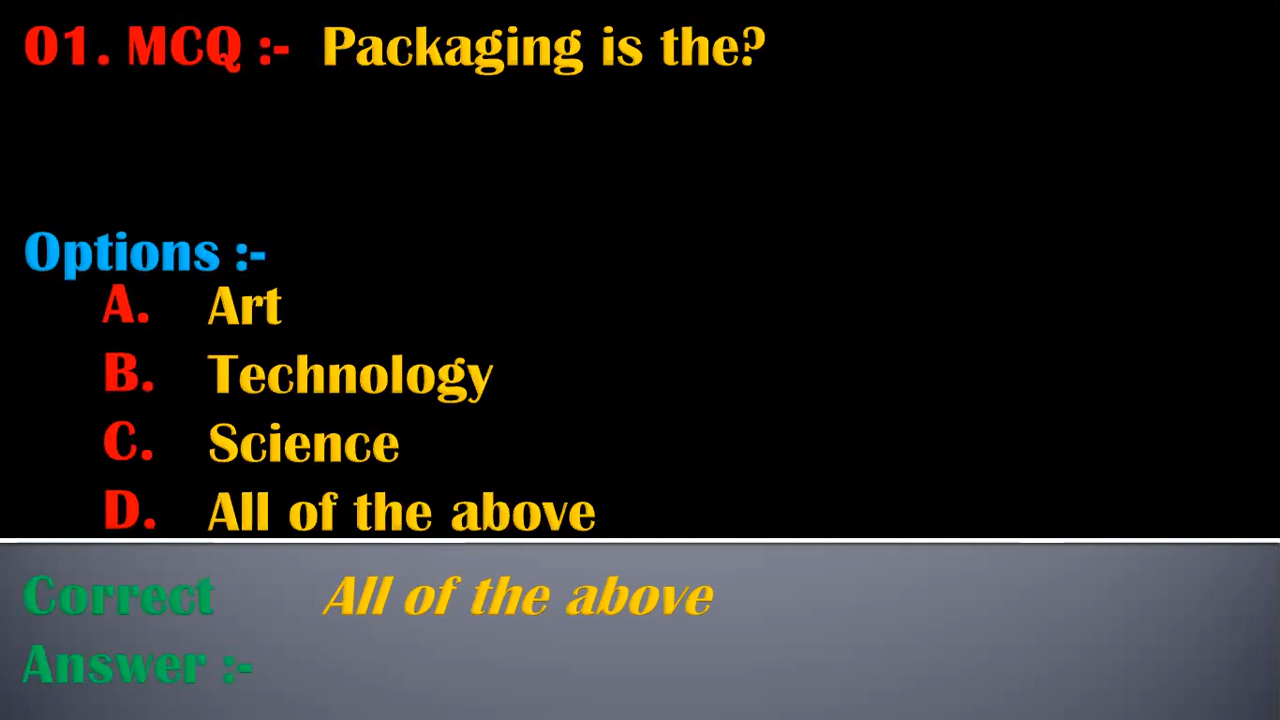 01. MCQ :- Packaging is the?
Options :-
A. Art
B. Technology
C. Science
D. All of the above
Correct All of the above
Answer :-